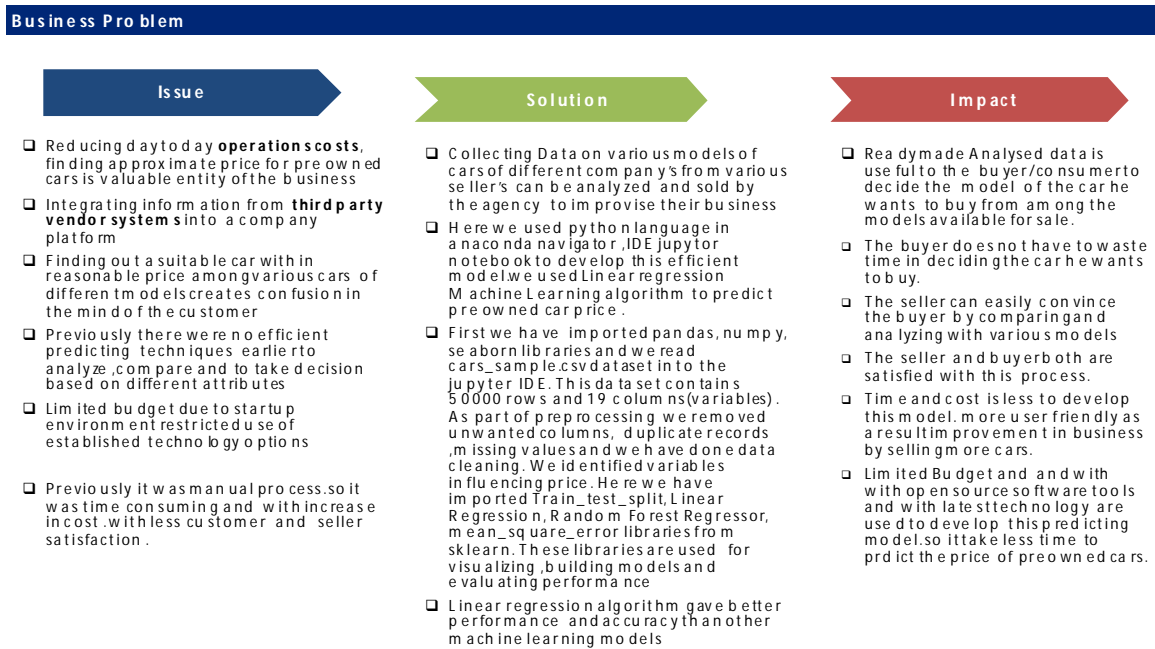 Business Problem
Issue
❑ Reducing day to day operations costs,
finding approximate price for pre owned
cars is valuable entity of the business
❑ Integrating information from third party
vendor systems into a company
platform
❑ Finding out a suitable car with in
reasonable price among various cars of
different models creates confusion in
the mind of the customer
❑ Previously there were no efficient
predicting techniques earlier to
analyze ,compare and to take decision
based on different attributes
❑ Limited budget due to startup
environment restricted use of
established technology options
❑ Previously it was manual process.so it
was time consuming and with increase
in cost .with less customer and seller
satisfaction .
Solution
❑ Collecting Data on various models of
cars of different company's from various
seller's can be analyzed and sold by
the agency to improvise their business
❑ Here we used python language in
anaconda navigator ,IDE jupytor
notebook to develop this efficient
model.we used Linear regression
Machine Learning algorithm to predict
pre owned car price .
❑ First we have imported pandas, numpy,
seaborn libraries and we read
cars_sample.csv dataset in to the
jupyter IDE. This data set contains
50000 rows and 19 columns(variables) .
As part of preprocessing we removed
unwanted columns, duplicate records
,missing values and we have done data
cleaning. We identified variables
influencing price. Here we have
imported Train_test_split, Linear
Regression, Random Forest Regressor,
mean_square_error libraries from
sklearn. These libraries are used for
visualizing ,building models and
evaluating performance
❑ Linear regression algorithm gave better
performance and accuracy than other
machine learning models
Impact
❑ Readymade Analysed data is
useful to the buyer/consumer to
decide the model of the car he
wants to buy from among the
models available for sale.
❑ The buyer does not have to waste
time in deciding the car he wants
to buy.
❑ The seller can easily convince
the buyer by comparing and
analyzing with various models
❑ The seller and buyer both are
satisfied with this process.
❑ Time and cost is less to develop
this model. more user friendly as
a result improvement in business
by selling more cars.
❑ Limited Budget and and with
with open source software tools
and with latest technology are
used to develop this predicting
model.so it take less time to
prdict the price of pre owned cars.